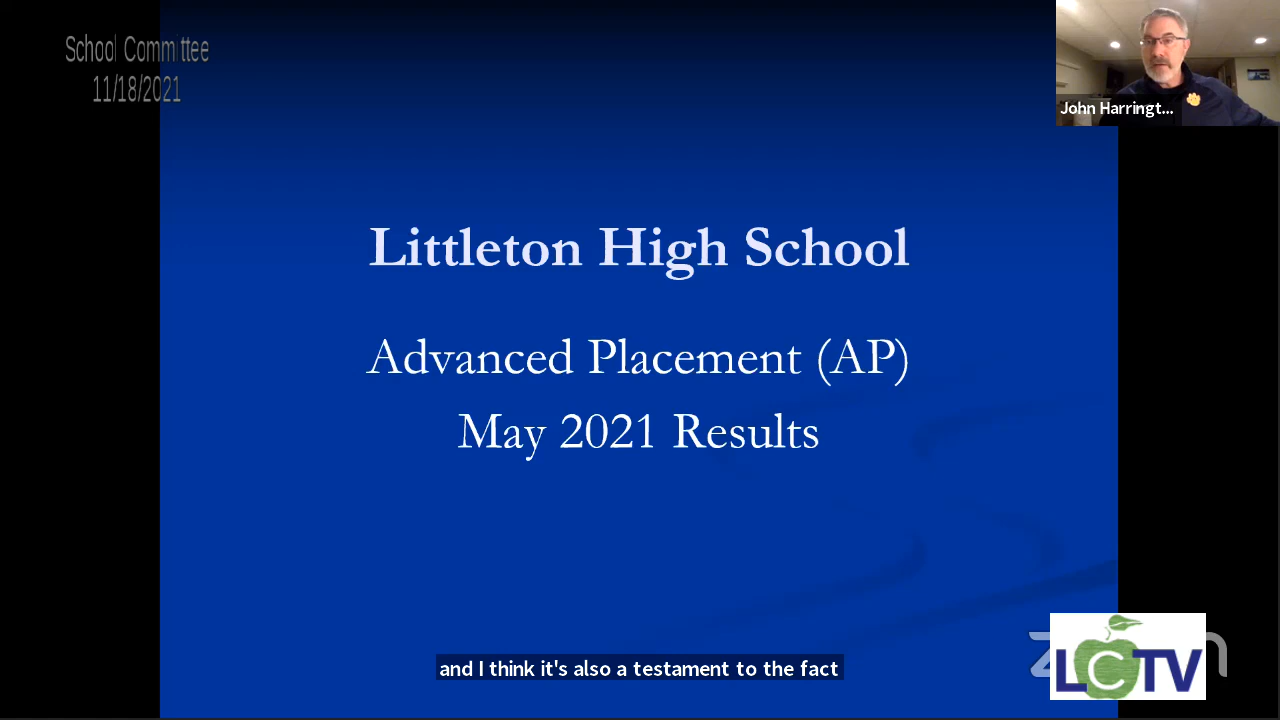 School Committee
11/18/2021
John Harringt...
Littleton High School
Advanced Placement (AP)
May 2021 Results
and I think it's also a testament to the fact
LCTV